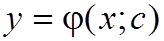 y = φ(x; c)